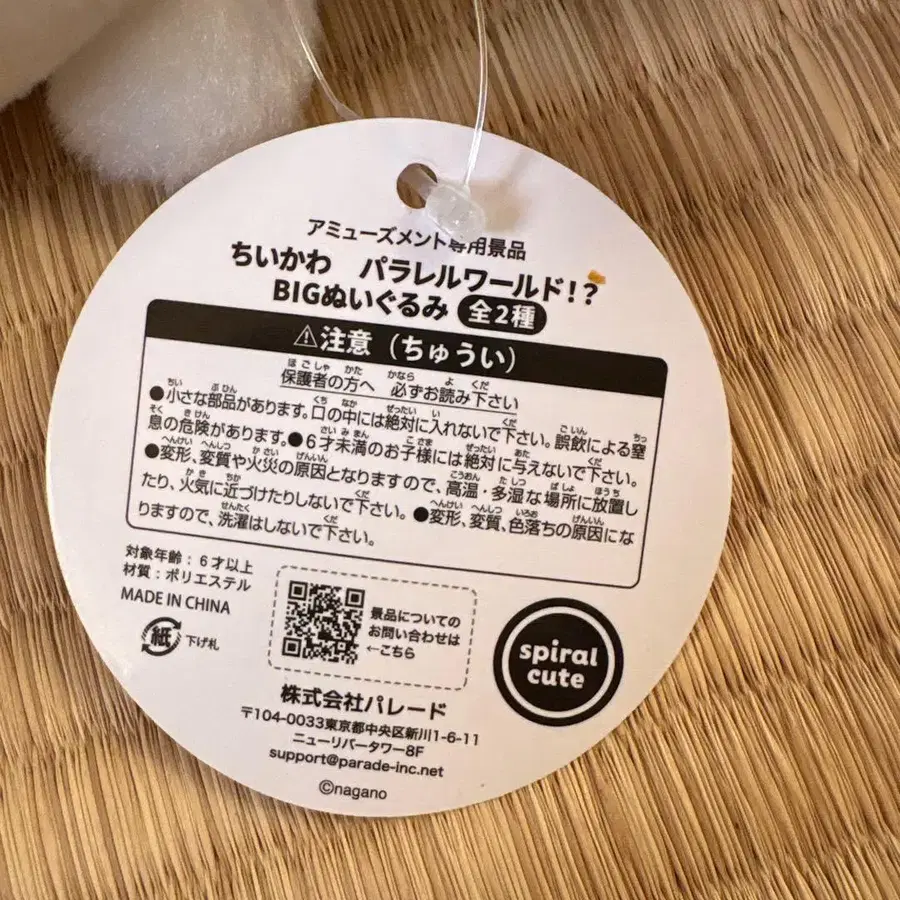 アミューズメント専用景品
ちいかわ パラレルワールド!?
BIGぬいぐるみ 全2種
⚠注意(ちゅうい)
保護者の方へ 必ずお読み下さい
●小さな部品があります。口の中には絶対に入れないで下さい。誤飲による窒
息の危険があります。●6才未満のお子様には絶対に与えないで下さい。
●変形、変質や火災の原因となりますので、高温・多湿な場所に放置し
たり、火気に近づけたりしないで下さい。●変形、変質、色落ちの原因にな
りますので、洗濯はしないで下さい。
対象年齢:6才以上
材質:ポリエステル
MADE IN CHINA
紙 下げ札
景品についての
お問い合わせは
←こちら
spiral
cute
株式会社パレード
〒104-0033東京都中央区新川1-6-11
ニューリバータワー8F
support@parade-inc.net
©nagano